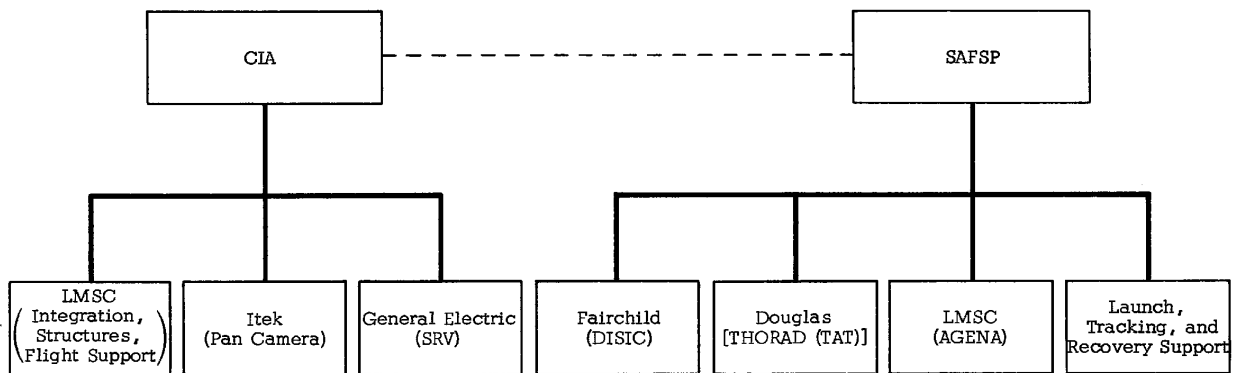 CIA
SAFSP
LMSC
(Integration,
Structures,
Flight Support)
Itek
(Pan Camera)
General Electric
(SRV)
Fairchild
(DISIC)
Douglas
[THORAD (TAT)]
LMSC
(AGENA)
Launch,
Tracking, and
Recovery Support